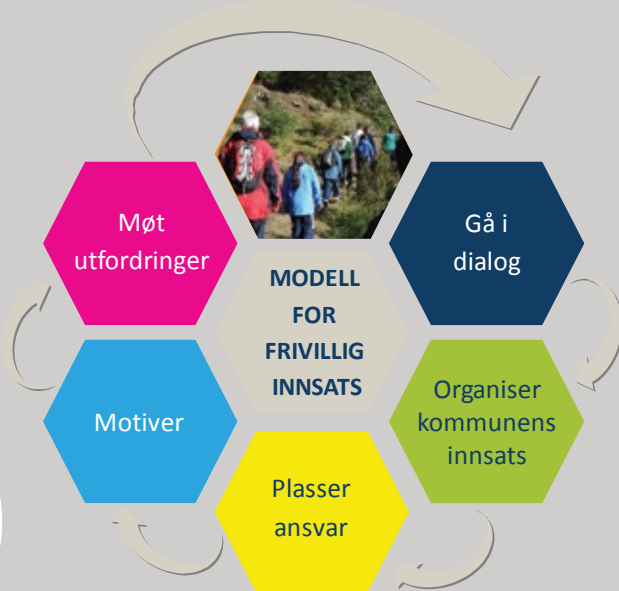 MODELL
FOR
FRIVILLIG
INNSATS
Gå i
dialog
Organiser
kommunens
innsats
Plasser
ansvar
Motiver
Møt
utfordringer